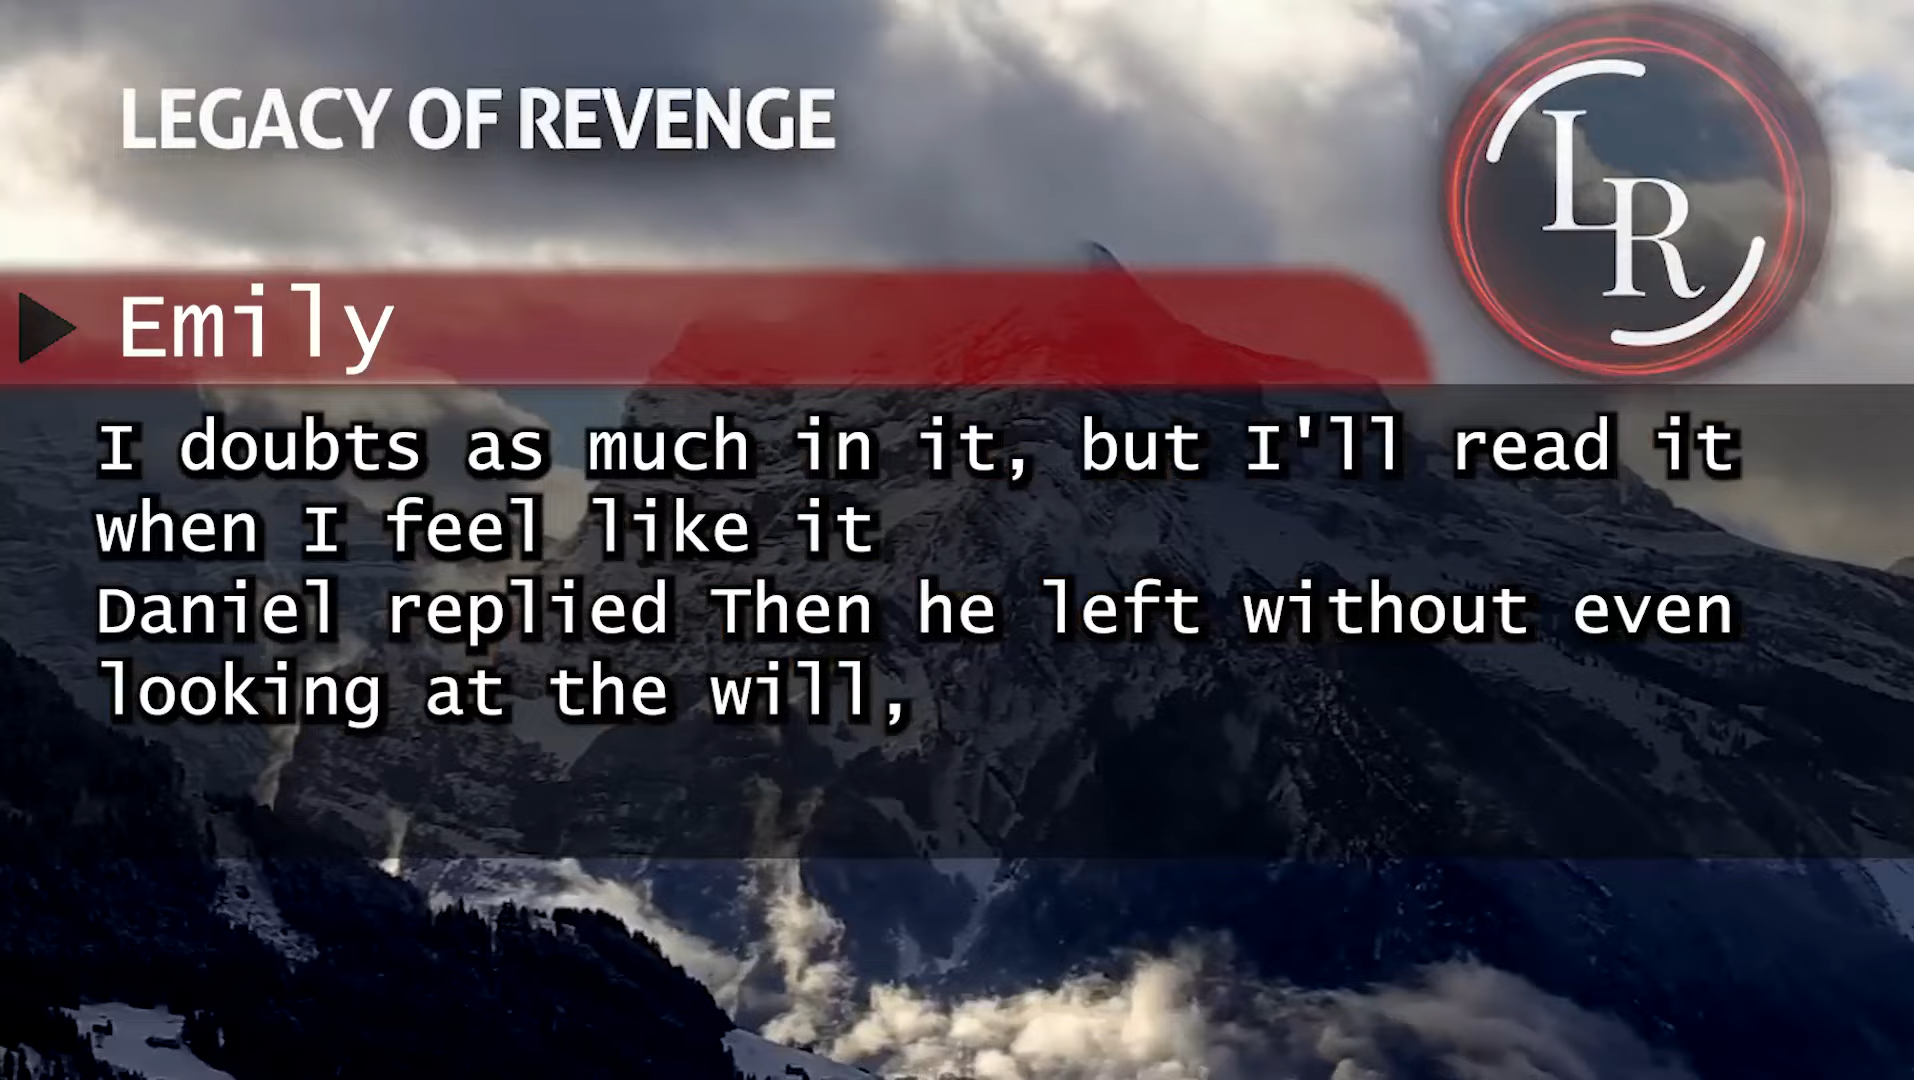 LEGACY OF REVENGE
LR
Emily
I doubts as much in it, but I'll read it
when I feel like it
Daniel replied Then he left without even
looking at the will,